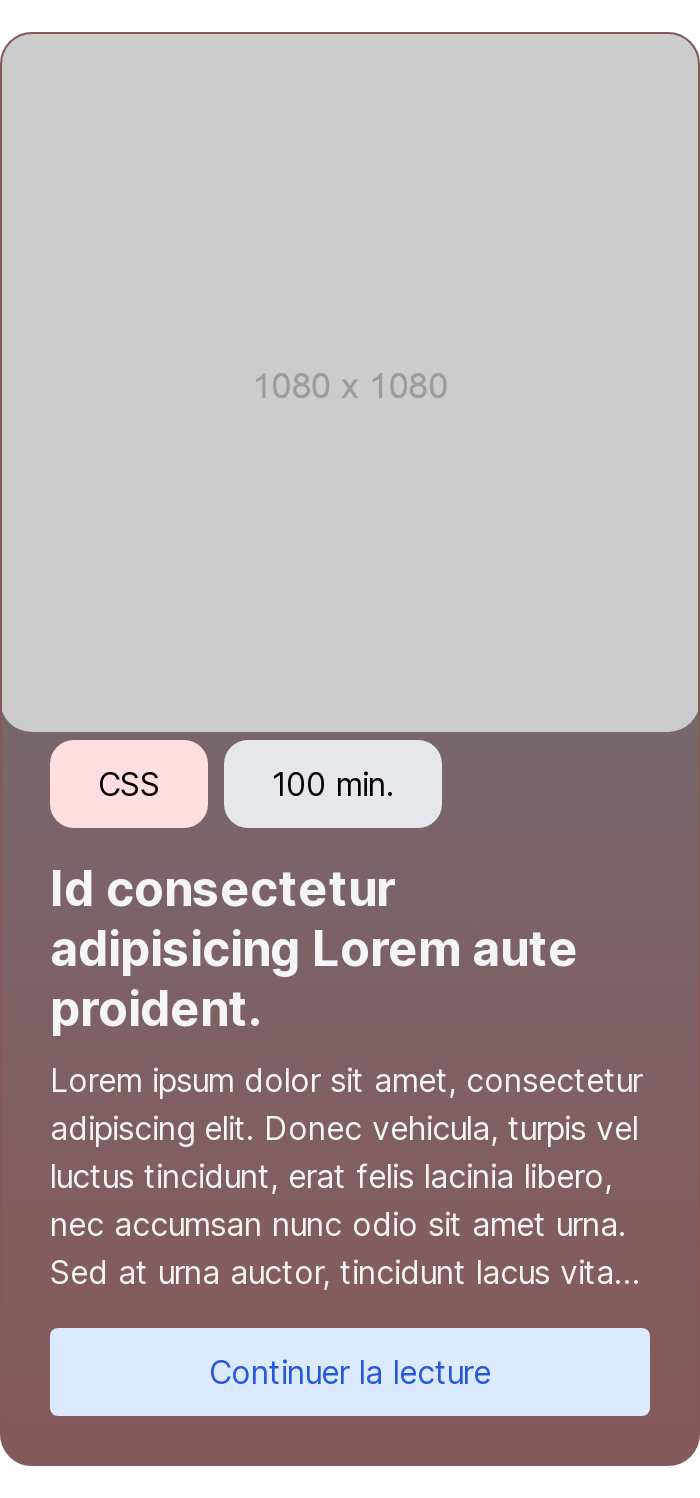 1080 x 1080
CSS
100 min.
Id consectetur
adipisicing Lorem aute
proident.
Lorem ipsum dolor sit amet, consectetur
adipiscing elit. Donec vehicula, turpis vel
luctus tincidunt, erat felis lacinia libero,
nec accumsan nunc odio sit amet urna.
Sed at urna auctor, tincidunt lacus vita…
Continuer la lecture